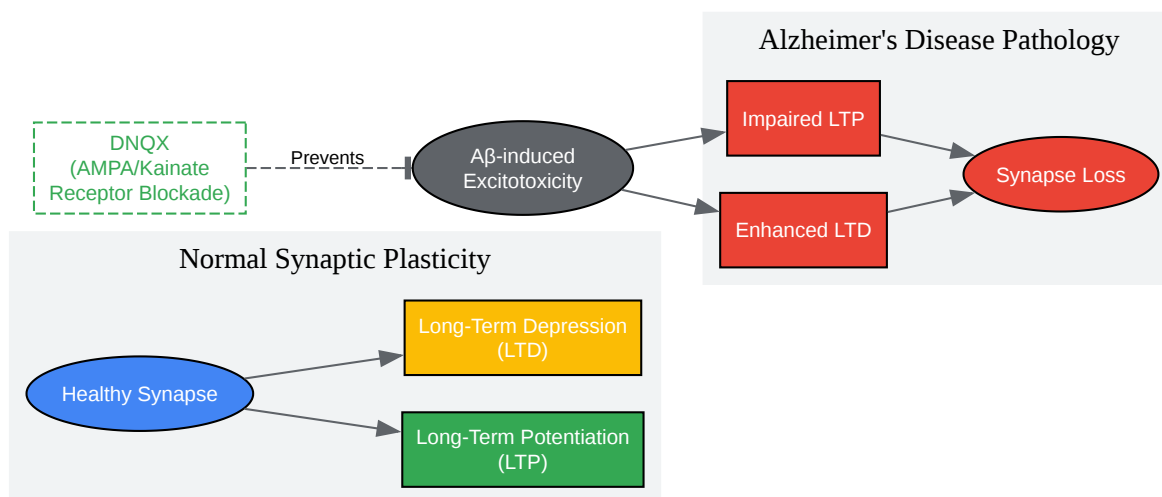 Alzheimer's Disease Pathology
DNQX
(AMPA/Kainate
Receptor Blockade)
Prevents
Aβ-induced
Excitotoxicity
Impaired LTP
Enhanced LTD
Synapse Loss
Normal Synaptic Plasticity
Healthy Synapse
Long-Term Depression
(LTD)
Long-Term Potentiation
(LTP)